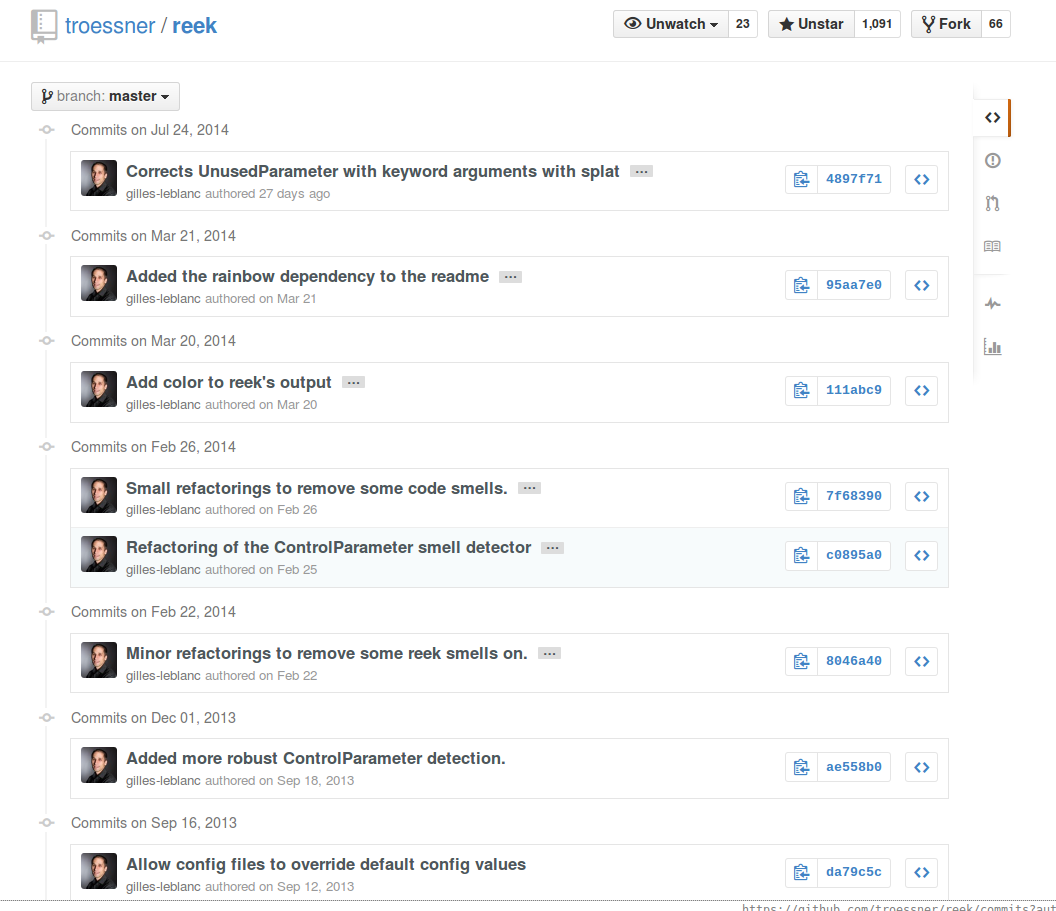 troessner / reek
Unwatch 23 Unstar 1,091 Fork 66
branch: master
Commits on Jul 24, 2014
Corrects UnusedParameter with keyword arguments with splat ...
4897f71
gilles-leblanc authored 27 days ago
Commits on Mar 21, 2014
Added the rainbow dependency to the readme ...
95aa7e0
gilles-leblanc authored on Mar 21
Commits on Mar 20, 2014
Add color to reek's output ...
111abc9
gilles-leblanc authored on Mar 20
Commits on Feb 26, 2014
Small refactorings to remove some code smells. ...
7f68390
gilles-leblanc authored on Feb 26
Refactoring of the ControlParameter smell detector ...
c0895a0
gilles-leblanc authored on Feb 25
Commits on Feb 22, 2014
Minor refactorings to remove some reek smells on. ...
8046a40
gilles-leblanc authored on Feb 22
Commits on Dec 01, 2013
Added more robust ControlParameter detection.
ae558b0
gilles-leblanc authored on Sep 18, 2013
Commits on Sep 16, 2013
Allow config files to override default config values
da79c5c
gilles-leblanc authored on Sep 12, 2013
https://github.com/troessner/reek/commits?aut